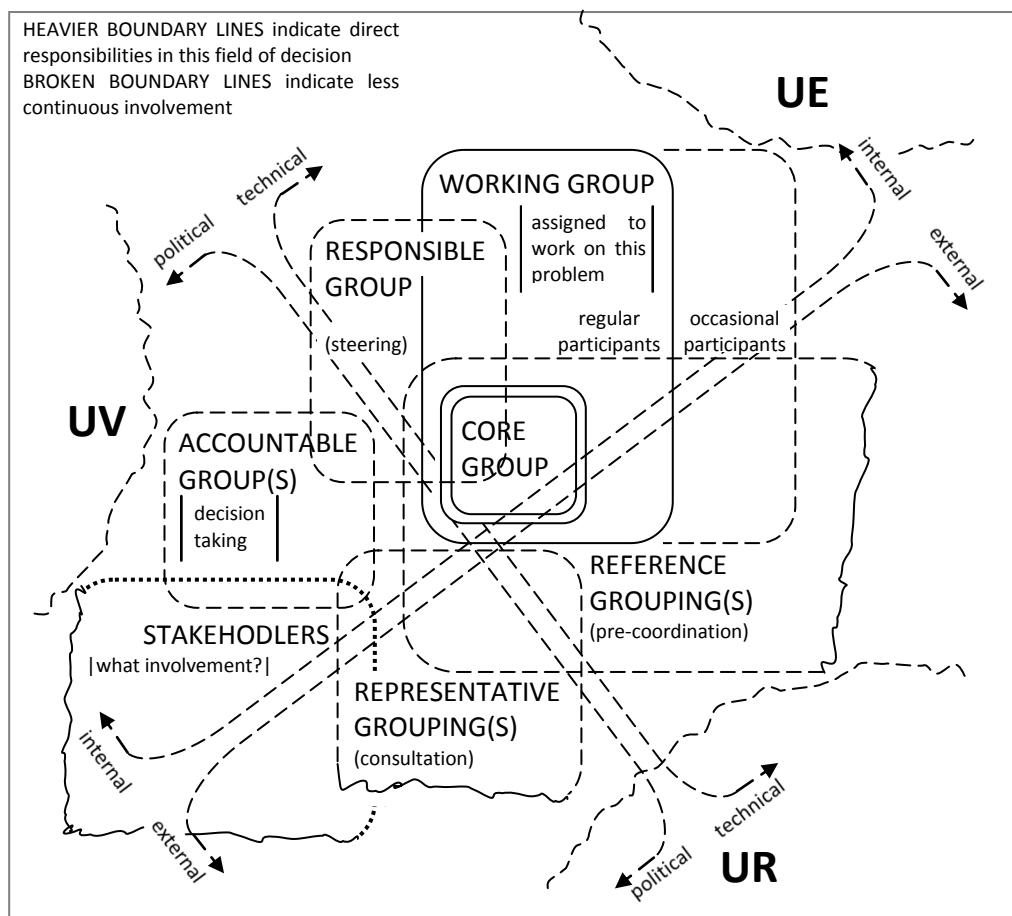 HEAVIER BOUNDARY LINES indicate direct
responsibilities in this field of decision
BROKEN BOUNDARY LINES indicate less
continuous involvement
UE
technical
political
internal
external
WORKING GROUP
assigned to
work on this
problem
RESPONSIBLE
GROUP
(steering)
regular
participants
occasional
participants
UV
CORE
GROUP
ACCOUNTABLE
GROUP(S)
decision
taking
REFERENCE
GROUPING(S)
(pre-coordination)
STAKEHODLERS
|what involvement?|
REPRESENTATIVE
GROUPING(S)
(consultation)
internal
external
technical
political
UR